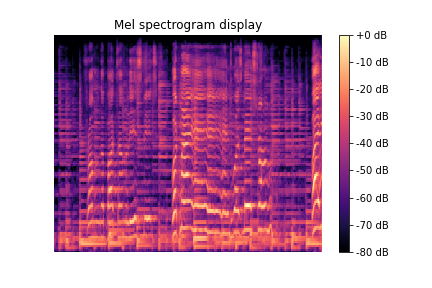 Mel spectrogram display
+0 dB
-10 dB
-20 dB
-30 dB
-40 dB
-50 dB
-60 dB
-70 dB
-80 dB